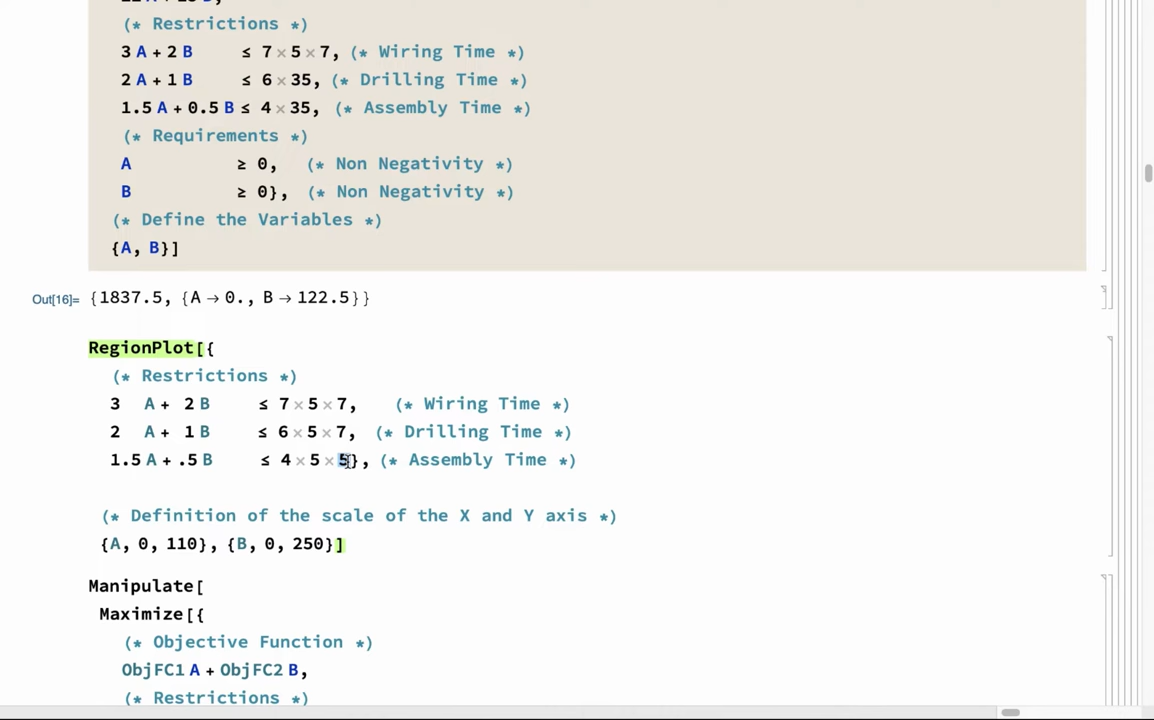 (* Restrictions *)
3 A + 2 B ≤ 7 × 5 × 7, (* Wiring Time *)
2 A + 1 B ≤ 6 × 35, (* Drilling Time *)
1.5 A + 0.5 B ≤ 4 × 35, (* Assembly Time *)
(* Requirements *)
A ≥ 0, (* Non Negativity *)
B ≥ 0}, (* Non Negativity *)
(* Define the Variables *)
{A, B}]
Out[16]= {1837.5, {A → 0., B → 122.5}}
RegionPlot[{
(* Restrictions *)
3 A + 2 B ≤ 7 × 5 × 7, (* Wiring Time *)
2 A + 1 B ≤ 6 × 5 × 7, (* Drilling Time *)
1.5 A + .5 B ≤ 4 × 5 × 5}, (* Assembly Time *)
(* Definition of the scale of the X and Y axis *)
{A, 0, 110}, {B, 0, 250}]
Manipulate[
Maximize[{
(* Objective Function *)
ObjFC1 A + ObjFC2 B,
(* Restrictions *)